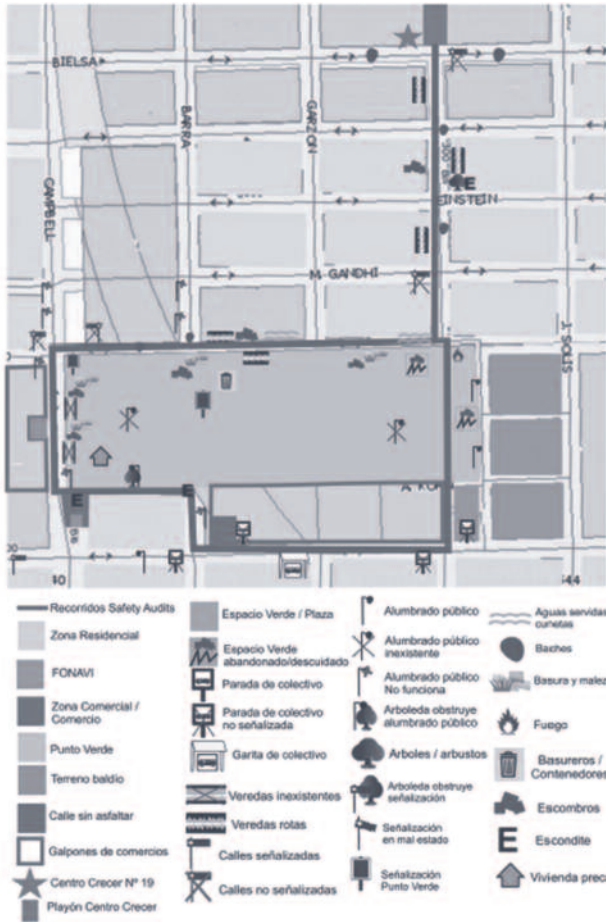 BIELSA
BARRA
GARZON
CAMPBELL
EINSTEIN
M. GANDHI
J. SOLIS
E
E
E
40
44
Recorridos Safety Audits
Zona Residencial
FONAVI
Zona Comercial /
Comercio
Punto Verde
Terreno baldío
Calle sin asfaltar
Galpones de comercios
Centro Crecer Nº 19
Playón Centro Crecer
Espacio Verde / Plaza
Espacio Verde
abandonado/descuidado
Parada de colectivo
Parada de colectivo
no señalizada
Garita de colectivo
Veredas inexistentes
Veredas rotas
Calles señalizadas
Calles no señalizadas
Alumbrado público
Alumbrado público
inexistente
Alumbrado público
No funciona
Arboleda obstruye
alumbrado público
Arboles / arbustos
Arboleda obstruye
señalización
Señalización
en mal estado
Señalización
Punto Verde
Aguas servidas
cunetas
Baches
Basura y malez
Fuego
Basureros /
Contenedores
Escombros
E
Escondite
Vivienda preca